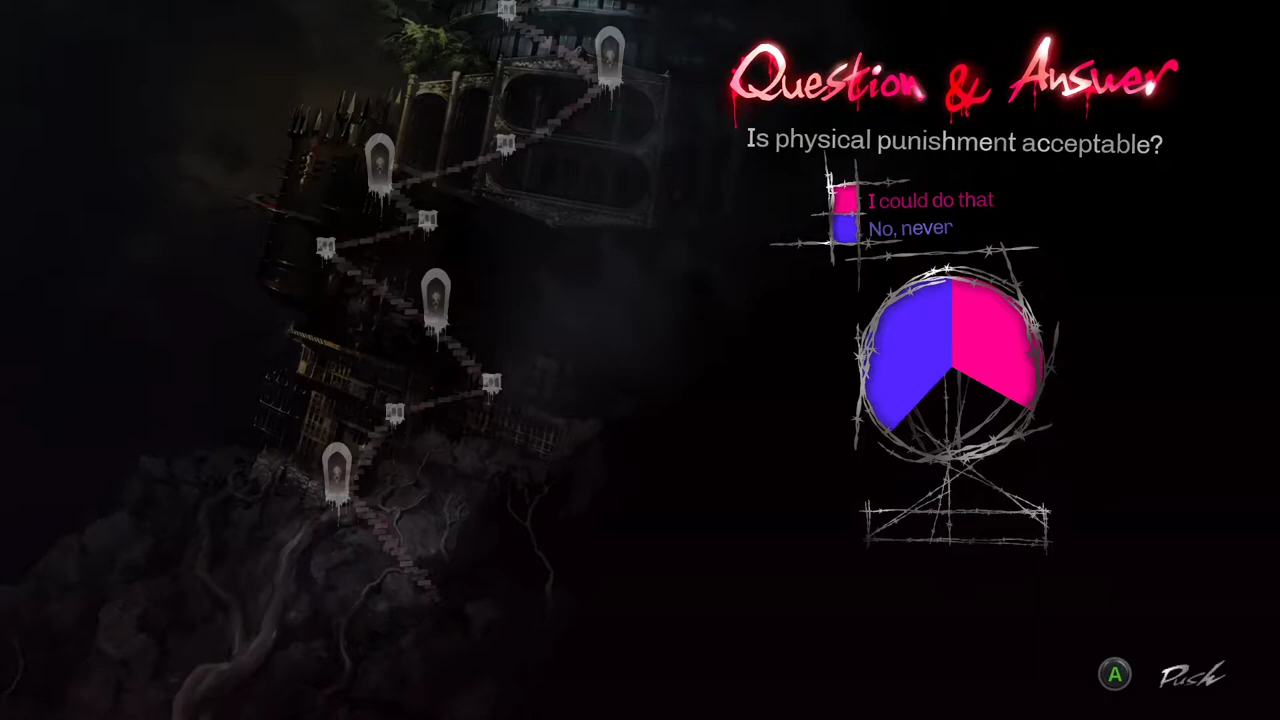 Question & Answer
Is physical punishment acceptable?
I could do that
No, never
A Push